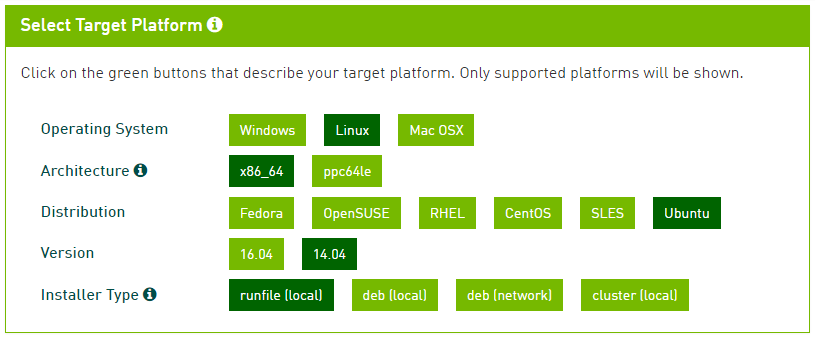 Select Target Platform
Click on the green buttons that describe your target platform. Only supported platforms will be shown.
Operating System Windows Linux Mac OSX
Architecture x86_64 ppc64le
Distribution Fedora OpenSUSE RHEL CentOS SLES Ubuntu
Version 16.04 14.04
Installer Type runfile (local) deb (local) deb (network) cluster (local)